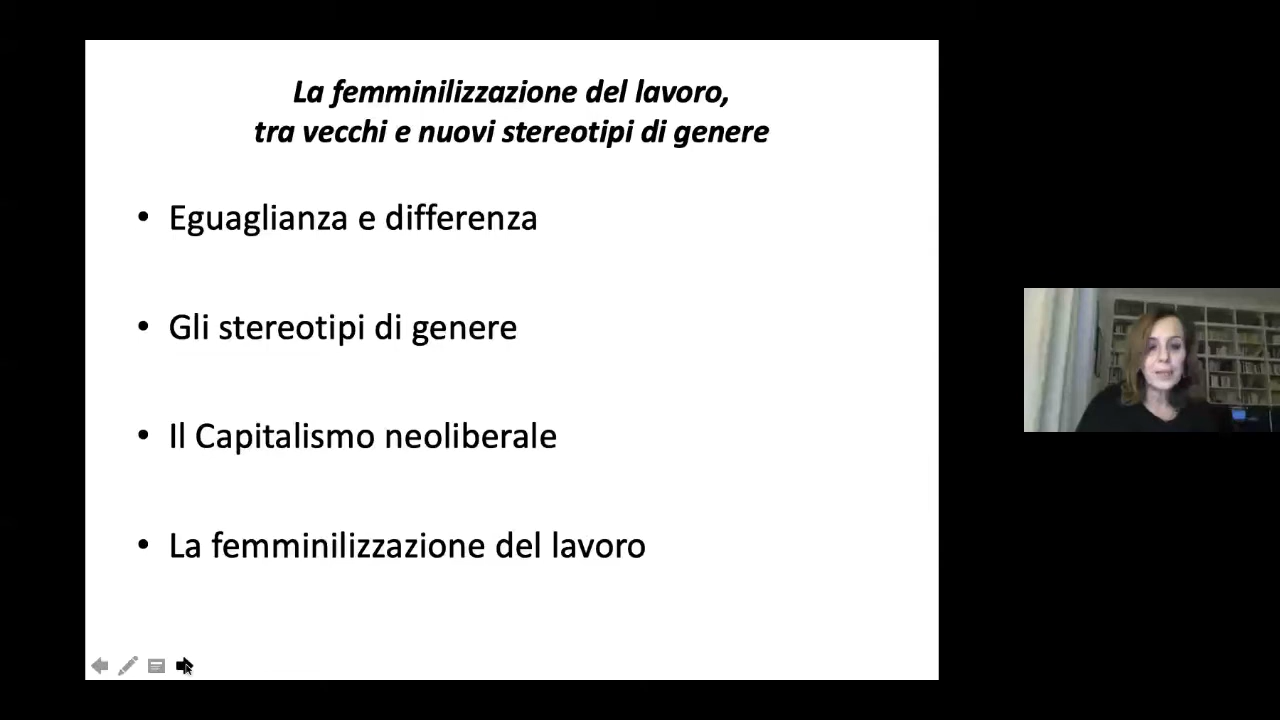 La femminilizzazione del lavoro,
tra vecchi e nuovi stereotipi di genere
• Eguaglianza e differenza
• Gli stereotipi di genere
• Il Capitalismo neoliberale
• La femminilizzazione del lavoro